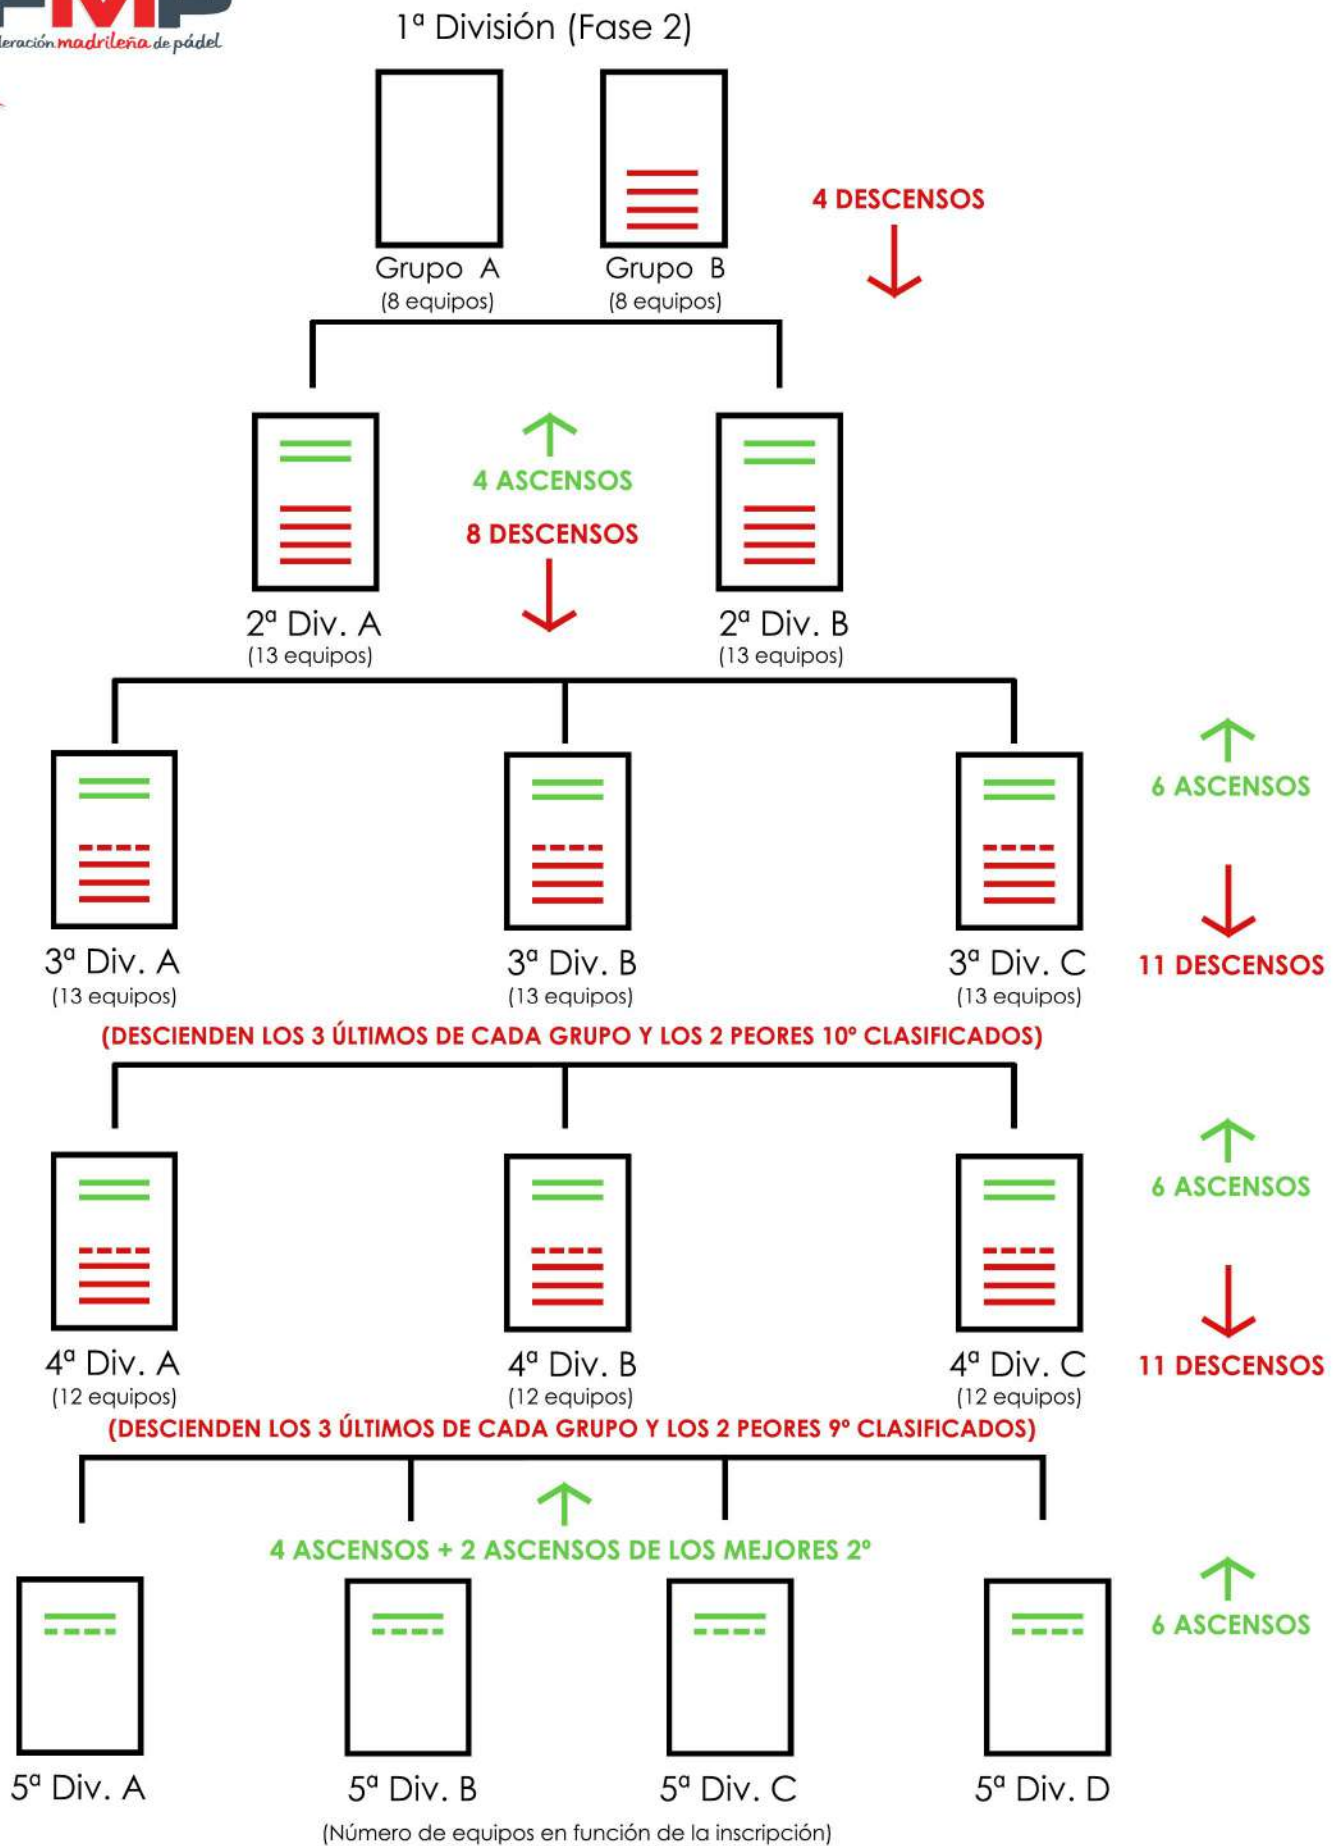 madrileña de pádel
1ª División (Fase 2)
4 DESCENSOS
Grupo A
Grupo B
(8 equipos)
(8 equipos)
4 ASCENSOS
8 DESCENSOS
2ª Div. A
2ª Div. B
(13 equipos)
(13 equipos)
6 ASCENSOS
3ª Div. A
3ª Div. B
3ª Div. C
11 DESCENSOS
(13 equipos)
(13 equipos)
(13 equipos)
(DESCIENDEN LOS 3 ÚLTIMOS DE CADA GRUPO Y LOS 2 PEORES 10º CLASIFICADOS)
6 ASCENSOS
4ª Div. A
4ª Div. B
4ª Div. C
11 DESCENSOS
(12 equipos)
(12 equipos)
(12 equipos)
(DESCIENDEN LOS 3 ÚLTIMOS DE CADA GRUPO Y LOS 2 PEORES 9º CLASIFICADOS)
4 ASCENSOS + 2 ASCENSOS DE LOS MEJORES 2º
6 ASCENSOS
5ª Div. A
5ª Div. B
5ª Div. C
5ª Div. D
(Número de equipos en función de la inscripción)